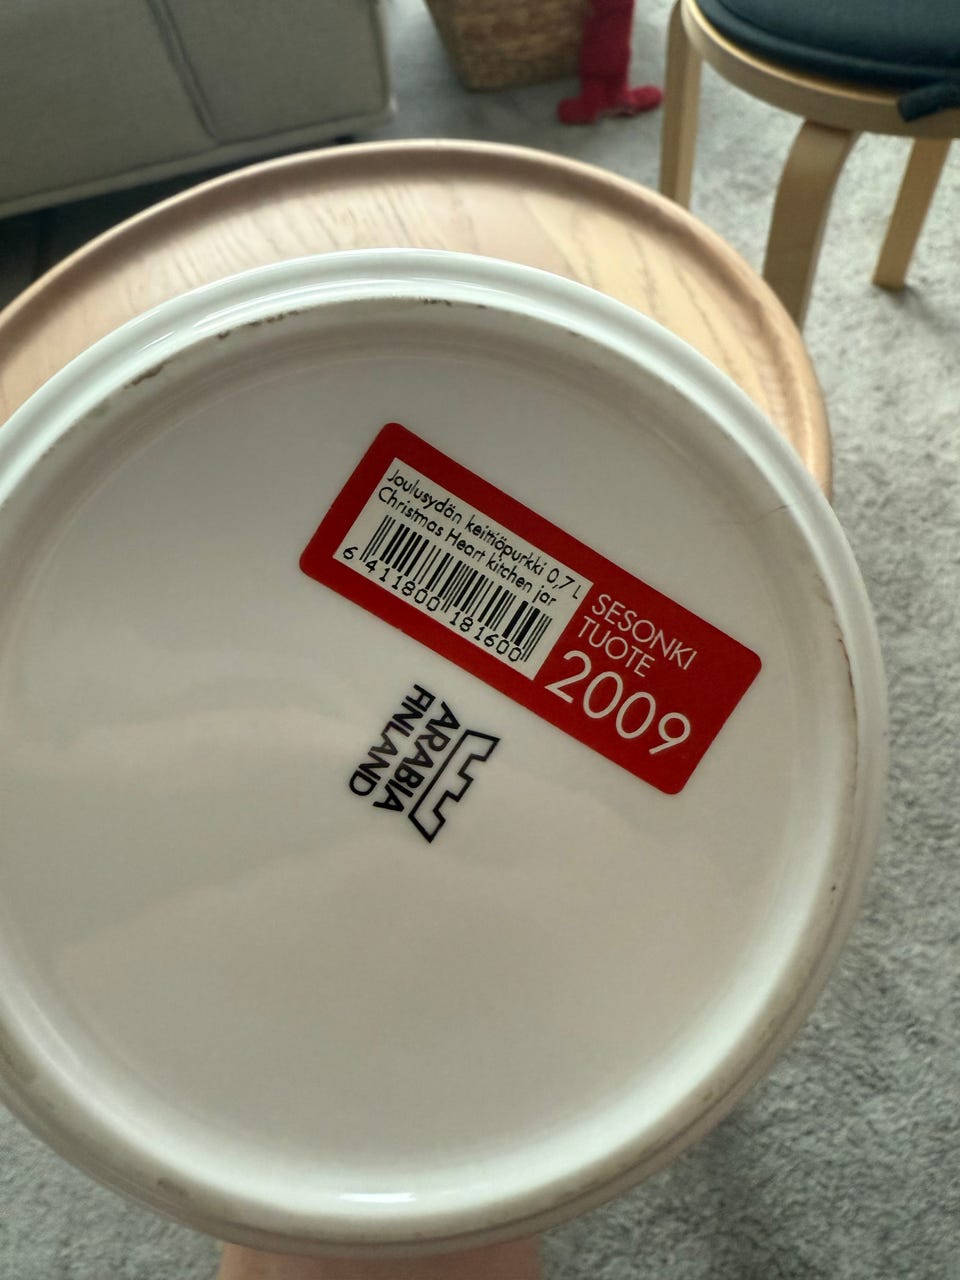 Joulusydän keittiöpurkki 0,7 L
Christmas Heart kitchen jar
6 411800 181600
SESONKI
TUOTE
2009
ARABIA
FINLAND